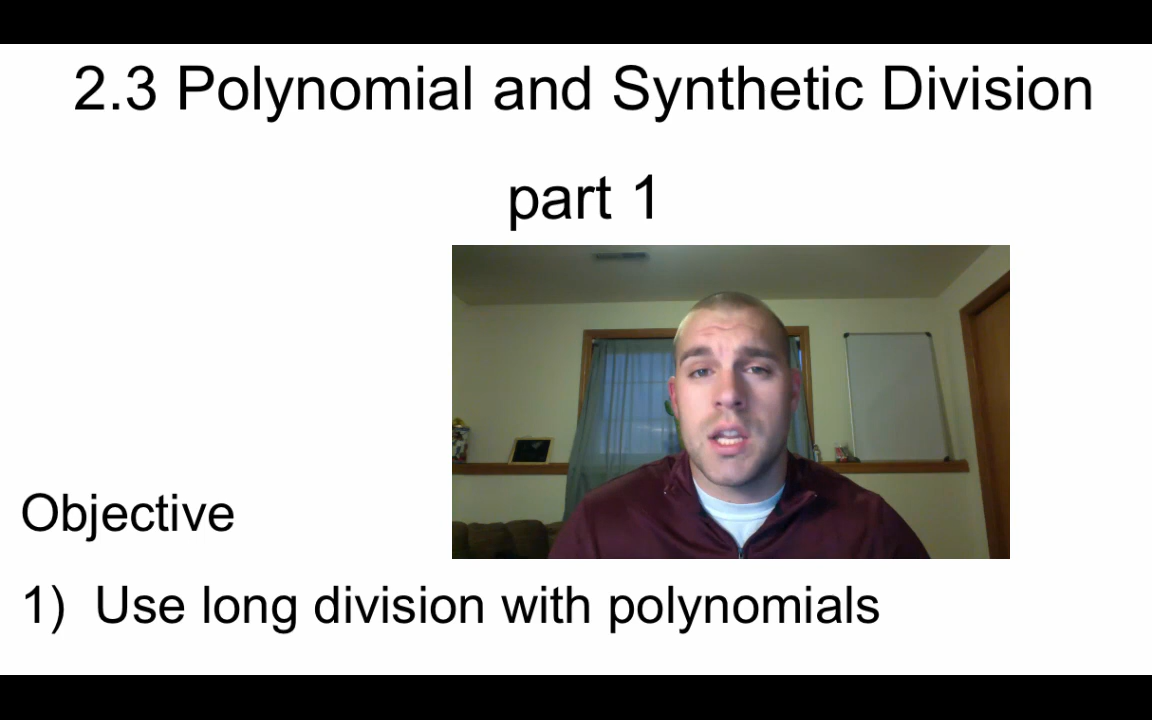 2.3 Polynomial and Synthetic Division
part 1
Objective
1) Use long division with polynomials